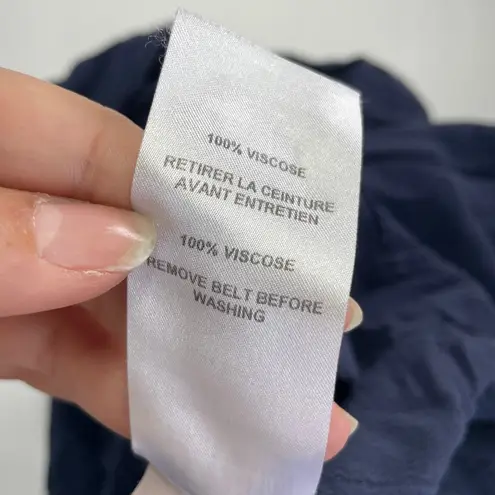 100% VISCOSE
RETIRER LA CEINTURE
AVANT ENTRETIEN
100% VISCOSE
REMOVE BELT BEFORE
WASHING